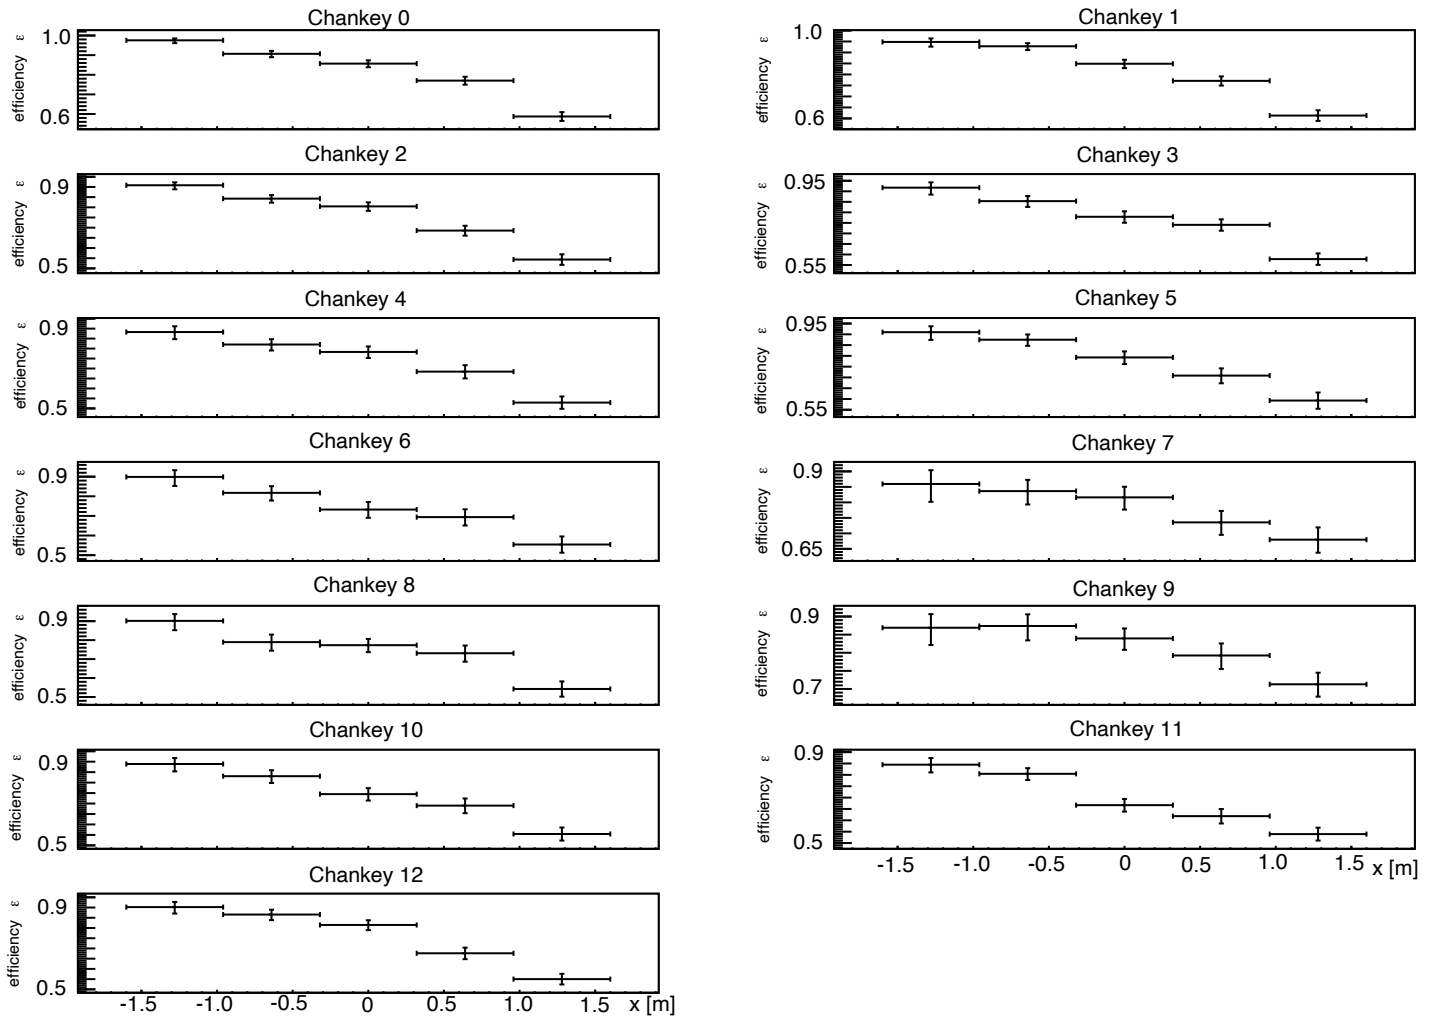 Chankey 0
1.0
efficiency ε
0.6
Chankey 1
1.0
efficiency ε
0.6
Chankey 2
0.9
efficiency ε
0.5
Chankey 3
0.95
efficiency ε
0.55
Chankey 4
0.9
efficiency ε
0.5
Chankey 5
0.95
efficiency ε
0.55
Chankey 6
0.9
efficiency ε
0.5
Chankey 7
0.9
efficiency ε
0.65
Chankey 8
0.9
efficiency ε
0.5
Chankey 9
0.9
efficiency ε
0.7
Chankey 10
0.9
efficiency ε
0.5
Chankey 11
0.9
efficiency ε
0.5
-1.5 -1.0 -0.5 0 0.5 1.0 1.5 x [m]
Chankey 12
0.9
efficiency ε
0.5
-1.5 -1.0 -0.5 0 0.5 1.0 1.5 x [m]